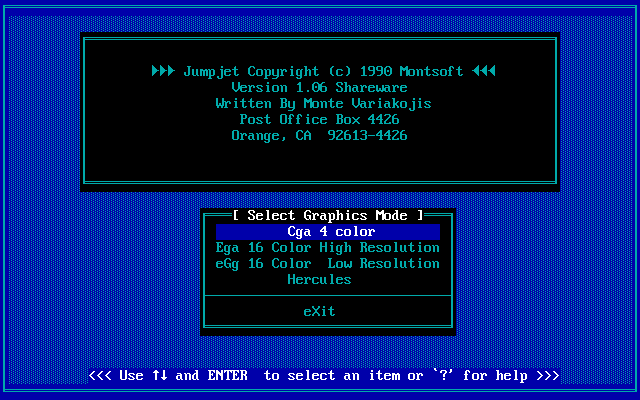 ►►► Jumpjet Copyright (c) 1990 Montsoft ◄◄◄
Version 1.06 Shareware
Written By Monte Variakojis
Post Office Box 4426
Orange, CA  92613-4426
[ Select Graphics Mode ]
Cga 4 color
Ega 16 Color High Resolution
eGg 16 Color  Low Resolution
Hercules
eXit
<<< Use ↑↓ and ENTER  to select an item or `?' for help >>>